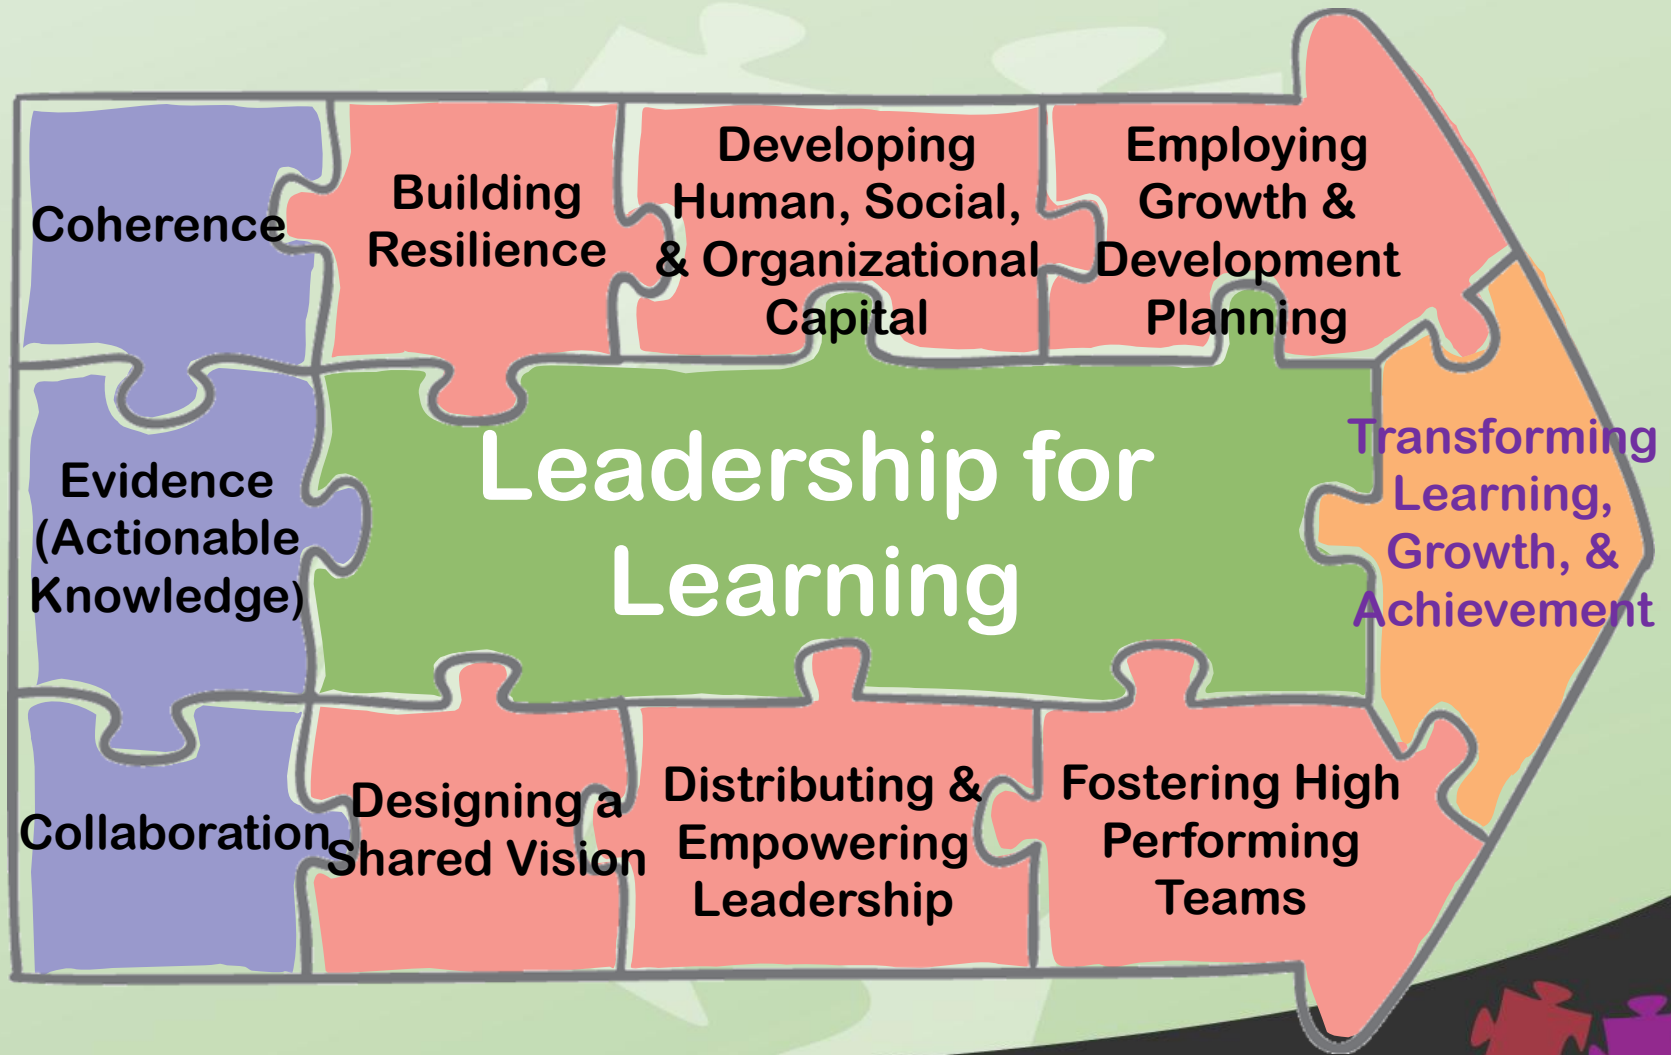 Coherence
Building
Resilience
Developing
Human, Social,
& Organizational
Capital
Employing
Growth &
Development
Planning
Evidence
(Actionable
Knowledge)
Leadership for
Learning
Transforming
Learning,
Growth, &
Achievement
Collaboration
Designing a
Shared Vision
Distributing &
Empowering
Leadership
Fostering High
Performing
Teams